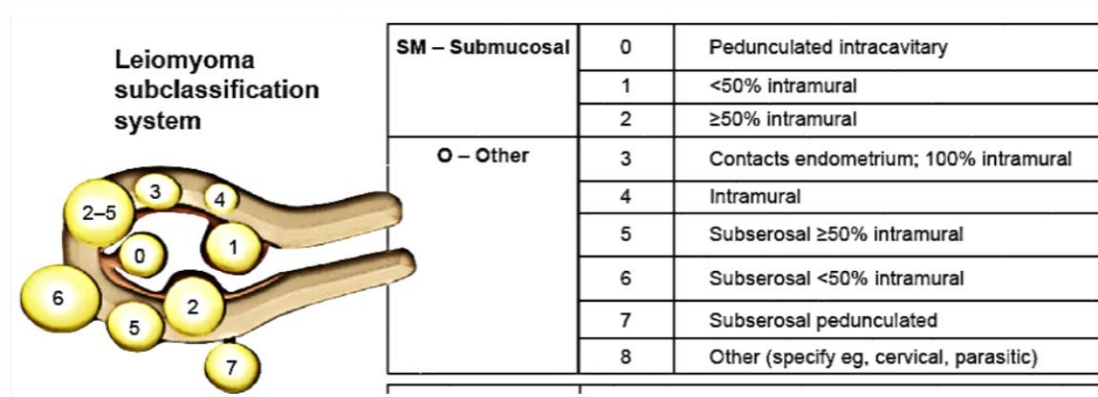 Leiomyoma
subclassification
system
3
4
2–5
1
0
6
2
5
7
SM – Submucosal 0 Pedunculated intracavitary
1 <50% intramural
2 ≥50% intramural
O – Other 3 Contacts endometrium; 100% intramural
4 Intramural
5 Subserosal ≥50% intramural
6 Subserosal <50% intramural
7 Subserosal pedunculated
8 Other (specify eg, cervical, parasitic)